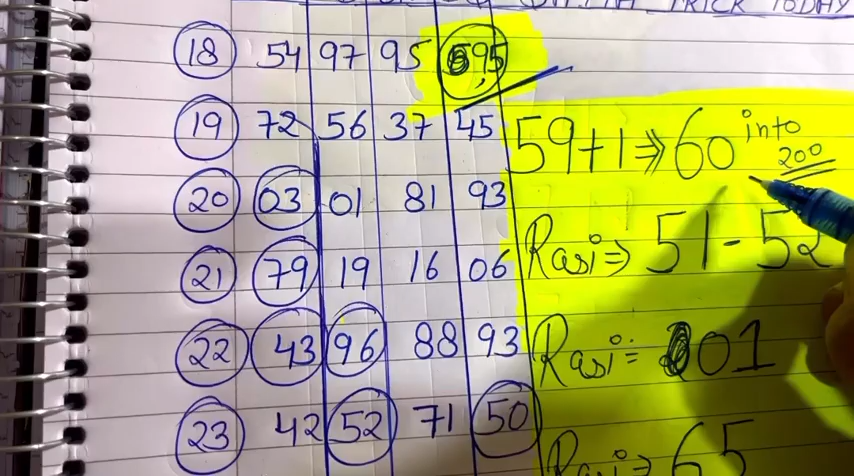 TRICK TODAY
18 54 97 95 95
19 72 56 37 45
59+1⇒60 into
200
20 03 01 81 93
Rasi⇒ 51-52
21 79 19 16 06
22 43 96 88 93
Rasi= 01
23 42 52 71 50
Rasi⇒ 65